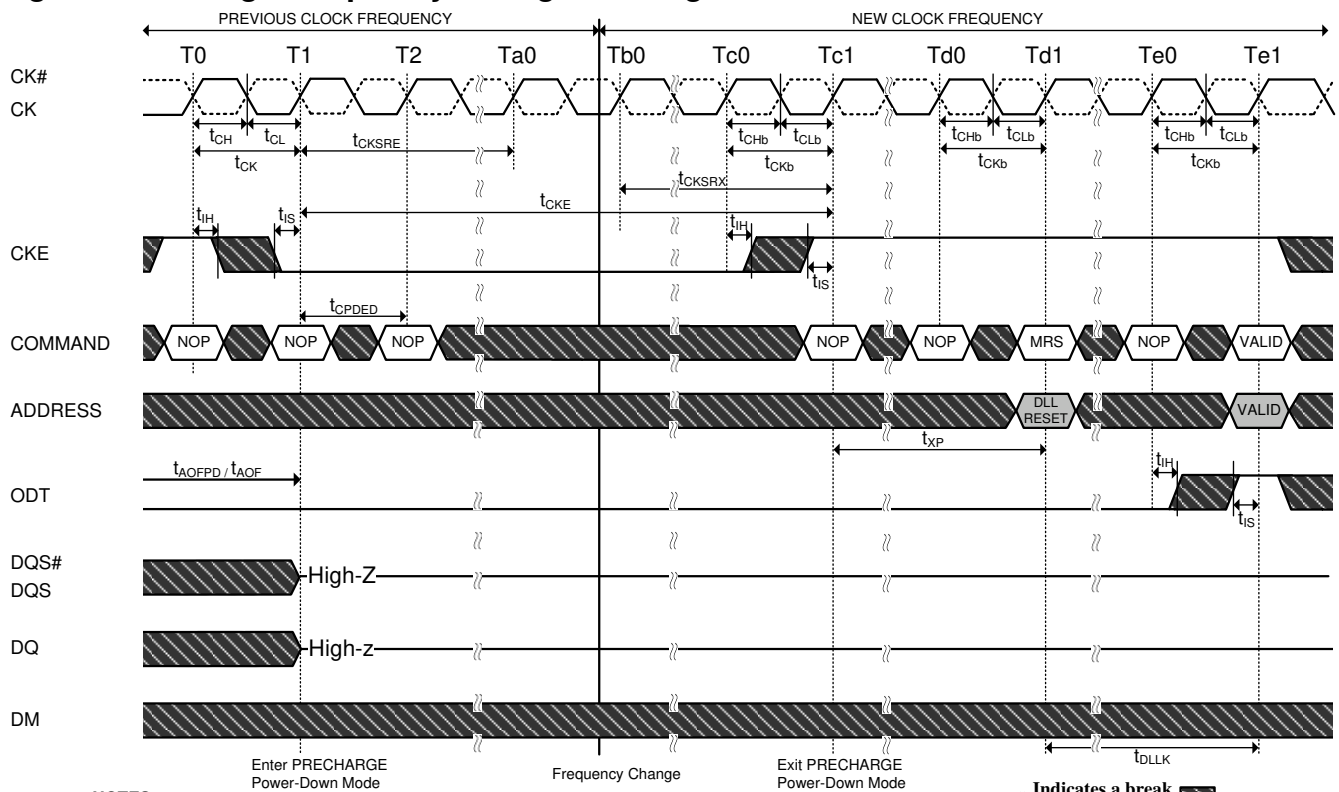 PREVIOUS CLOCK FREQUENCY NEW CLOCK FREQUENCY
T0 T1 T2 Ta0 Tb0 Tc0 Tc1 Td0 Td1 Te0 Te1
CK#
CK
tCH tCL tCHb tCLb tCHb tCLb tCHb tCLb
tCK tCKSRE tCKb tCKb tCKb
tCKSRX
tCKE
tIH tIS tIH
CKE
tIS
tCPDED
COMMAND NOP NOP NOP NOP NOP MRS NOP VALID
ADDRESS DLL RESET VALID
tXP
tAOFPD / tAOF tIH
ODT
tIS
DQS#
DQS High-Z
DQ High-z
DM
tDLLK
Enter PRECHARGE
Power-Down Mode
Frequency Change
Exit PRECHARGE
Power-Down Mode
Indicates a break